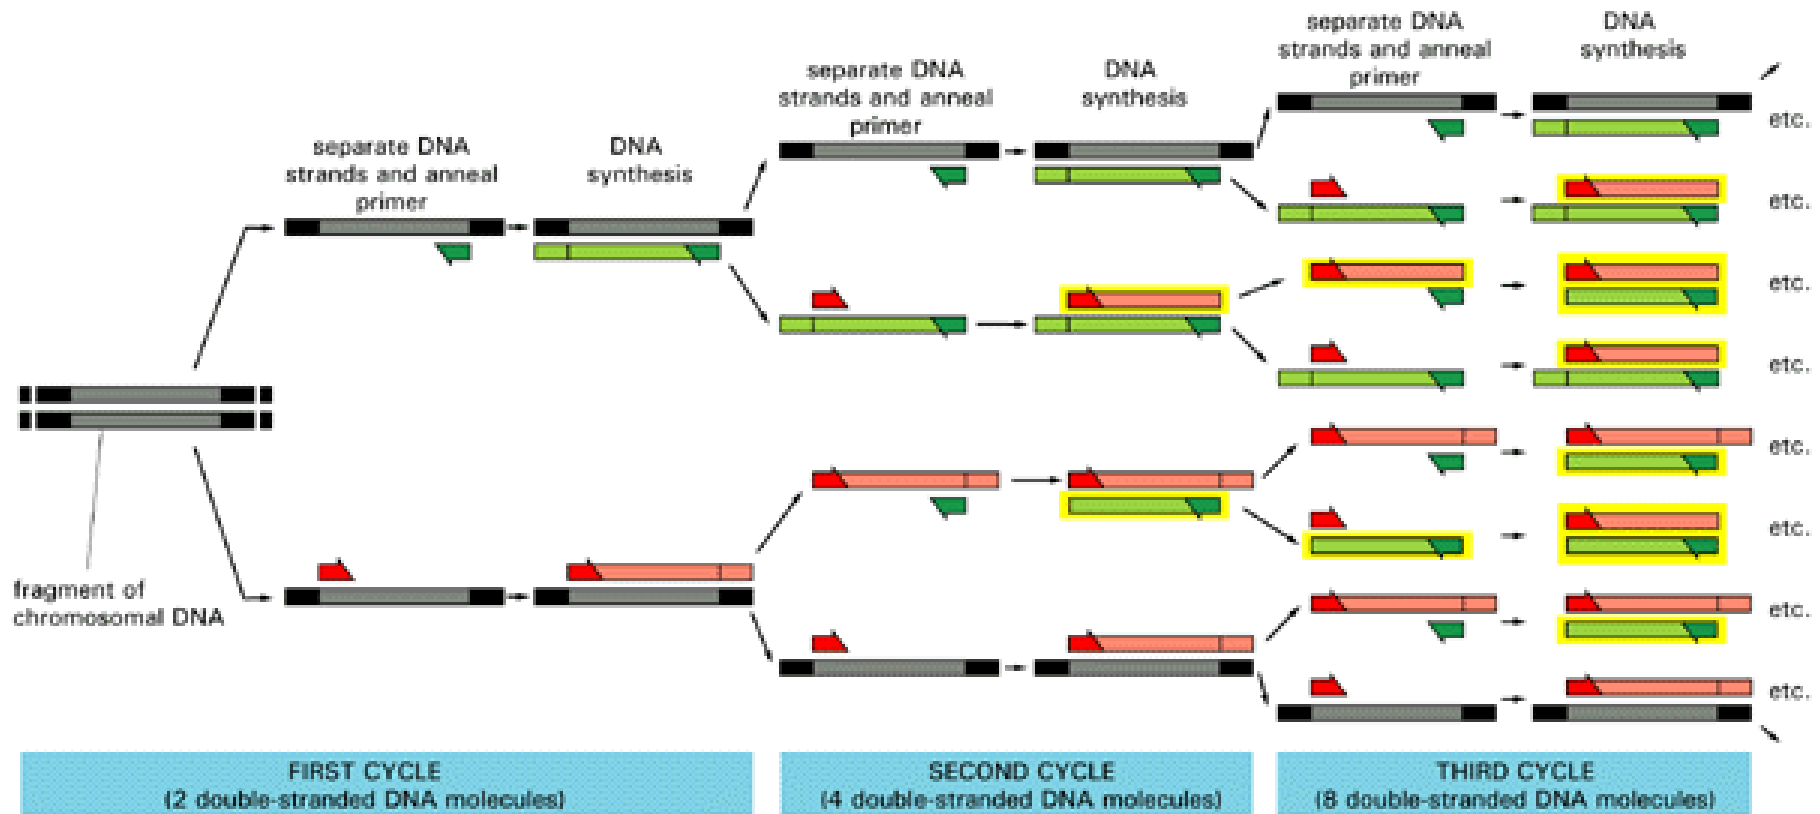 separate DNA
strands and anneal
primer
DNA
synthesis
separate DNA
strands and anneal
primer
DNA
synthesis
separate DNA
strands and anneal
primer
DNA
synthesis
etc.
etc.
etc.
etc.
etc.
etc.
etc.
etc.
fragment of
chromosomal DNA
FIRST CYCLE
(2 double-stranded DNA molecules)
SECOND CYCLE
(4 double-stranded DNA molecules)
THIRD CYCLE
(8 double-stranded DNA molecules)